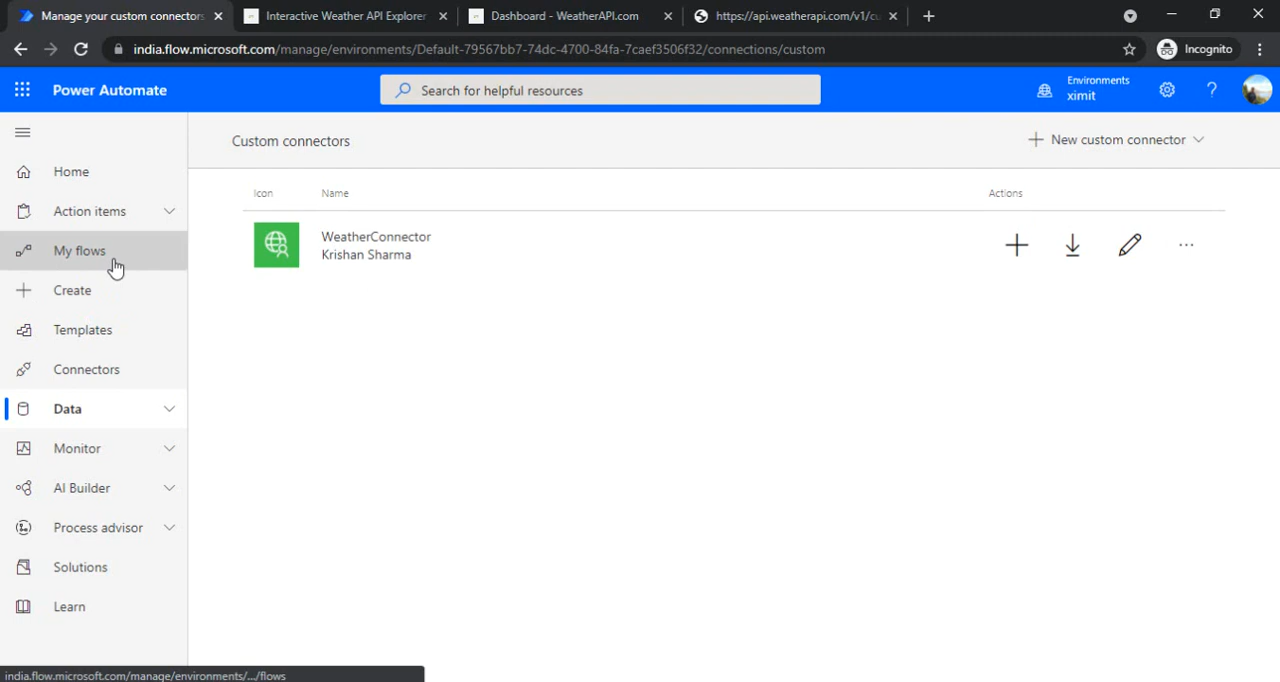 Manage your custom connectors
Interactive Weather API Explorer
Dashboard - WeatherAPI.com
https://api.weatherapi.com/v1/cu
india.flow.microsoft.com/manage/environments/Default-79567bb7-74dc-4700-84fa-7caef3506f32/connections/custom
Incognito
Power Automate
Search for helpful resources
Environments
ximit
Custom connectors
New custom connector
Home
Action items
My flows
Create
Templates
Connectors
Data
Monitor
AI Builder
Process advisor
Solutions
Learn
Icon Name Actions
WeatherConnector
Krishan Sharma
india.flow.microsoft.com/manage/environments/.../flows